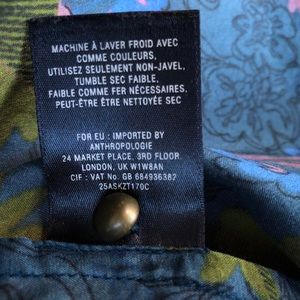 MACHINE À LAVER FROID AVEC
COMME COULEURS,
UTILISEZ SEULEMENT NON-JAVEL,
TUMBLE SEC FAIBLE,
FAIBLE COMME FER NÉCESSAIRES.
PEUT-ÊTRE ÊTRE NETTOYÉE SEC
FOR EU : IMPORTED BY
ANTHROPOLOGIE
24 MARKET PLACE, 3RD FLOOR
LONDON, UK W1W8AN
CIF : VAT No. GB 684936382
25ASKZT170C